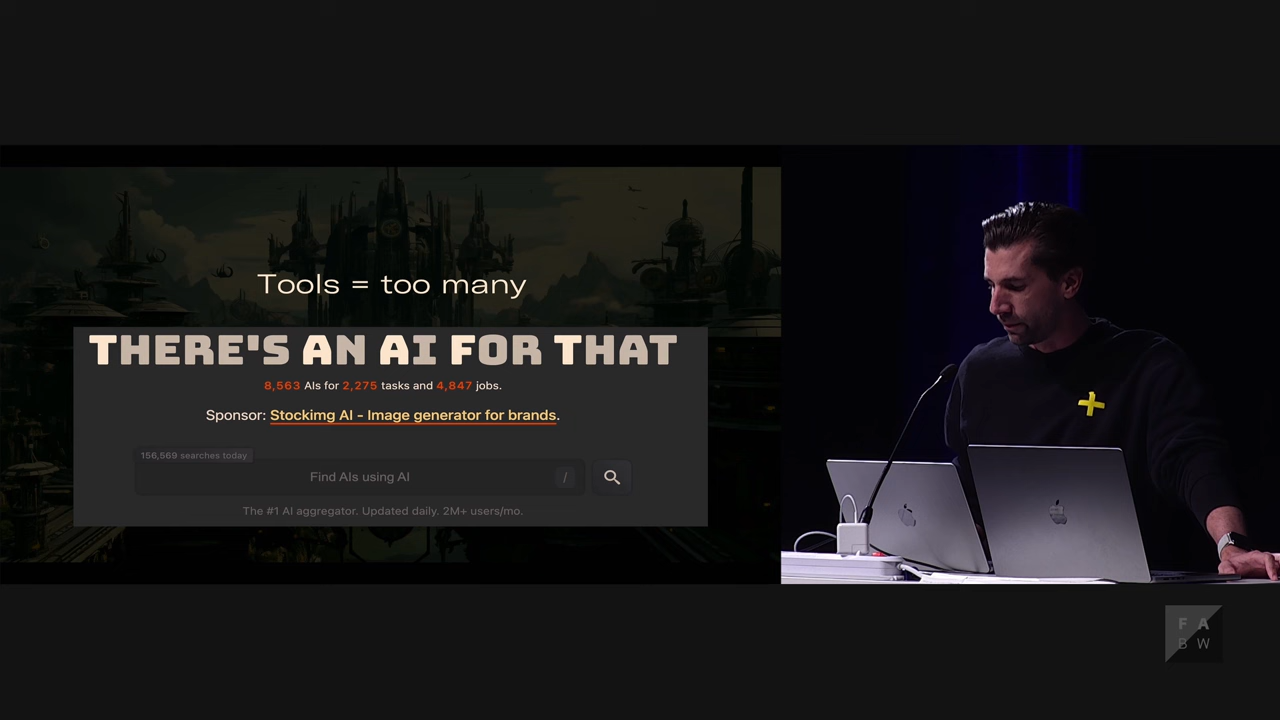 Tools = too many
THERE'S AN AI FOR THAT
8,563 AIs for 2,275 tasks and 4,847 jobs.
Sponsor: Stockimg AI - Image generator for brands.
156,569 searches today
Find AIs using AI /
The #1 AI aggregator. Updated daily. 2M+ users/mo.
F A
B W